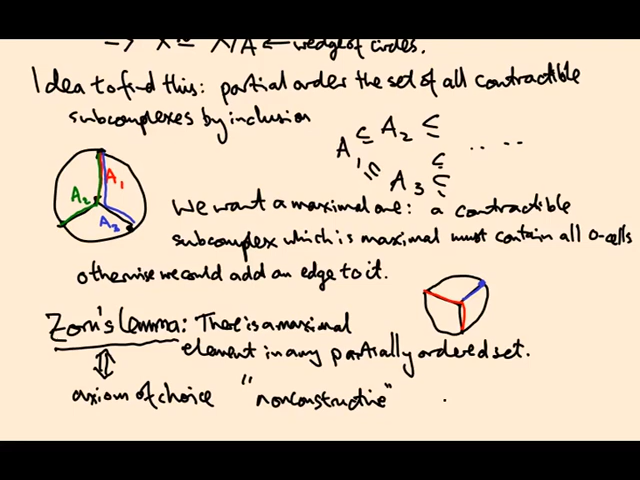 → X ≅ X/A ← wedge of circles.
Idea to find this: partial order the set of all contractible
subcomplexes by inclusion
A₁ ⊆ A₂ ⊆ ....
A₁ ⊆ A₃ ⊆ ⊆
A₁
A₂
A₃
We want a maximal one: a contractible
subcomplex which is maximal must contain all 0-cells
otherwise we could add an edge to it.
Zorn's lemma: There is a maximal
element in any partially ordered set.
⇕
axiom of choice "nonconstructive"